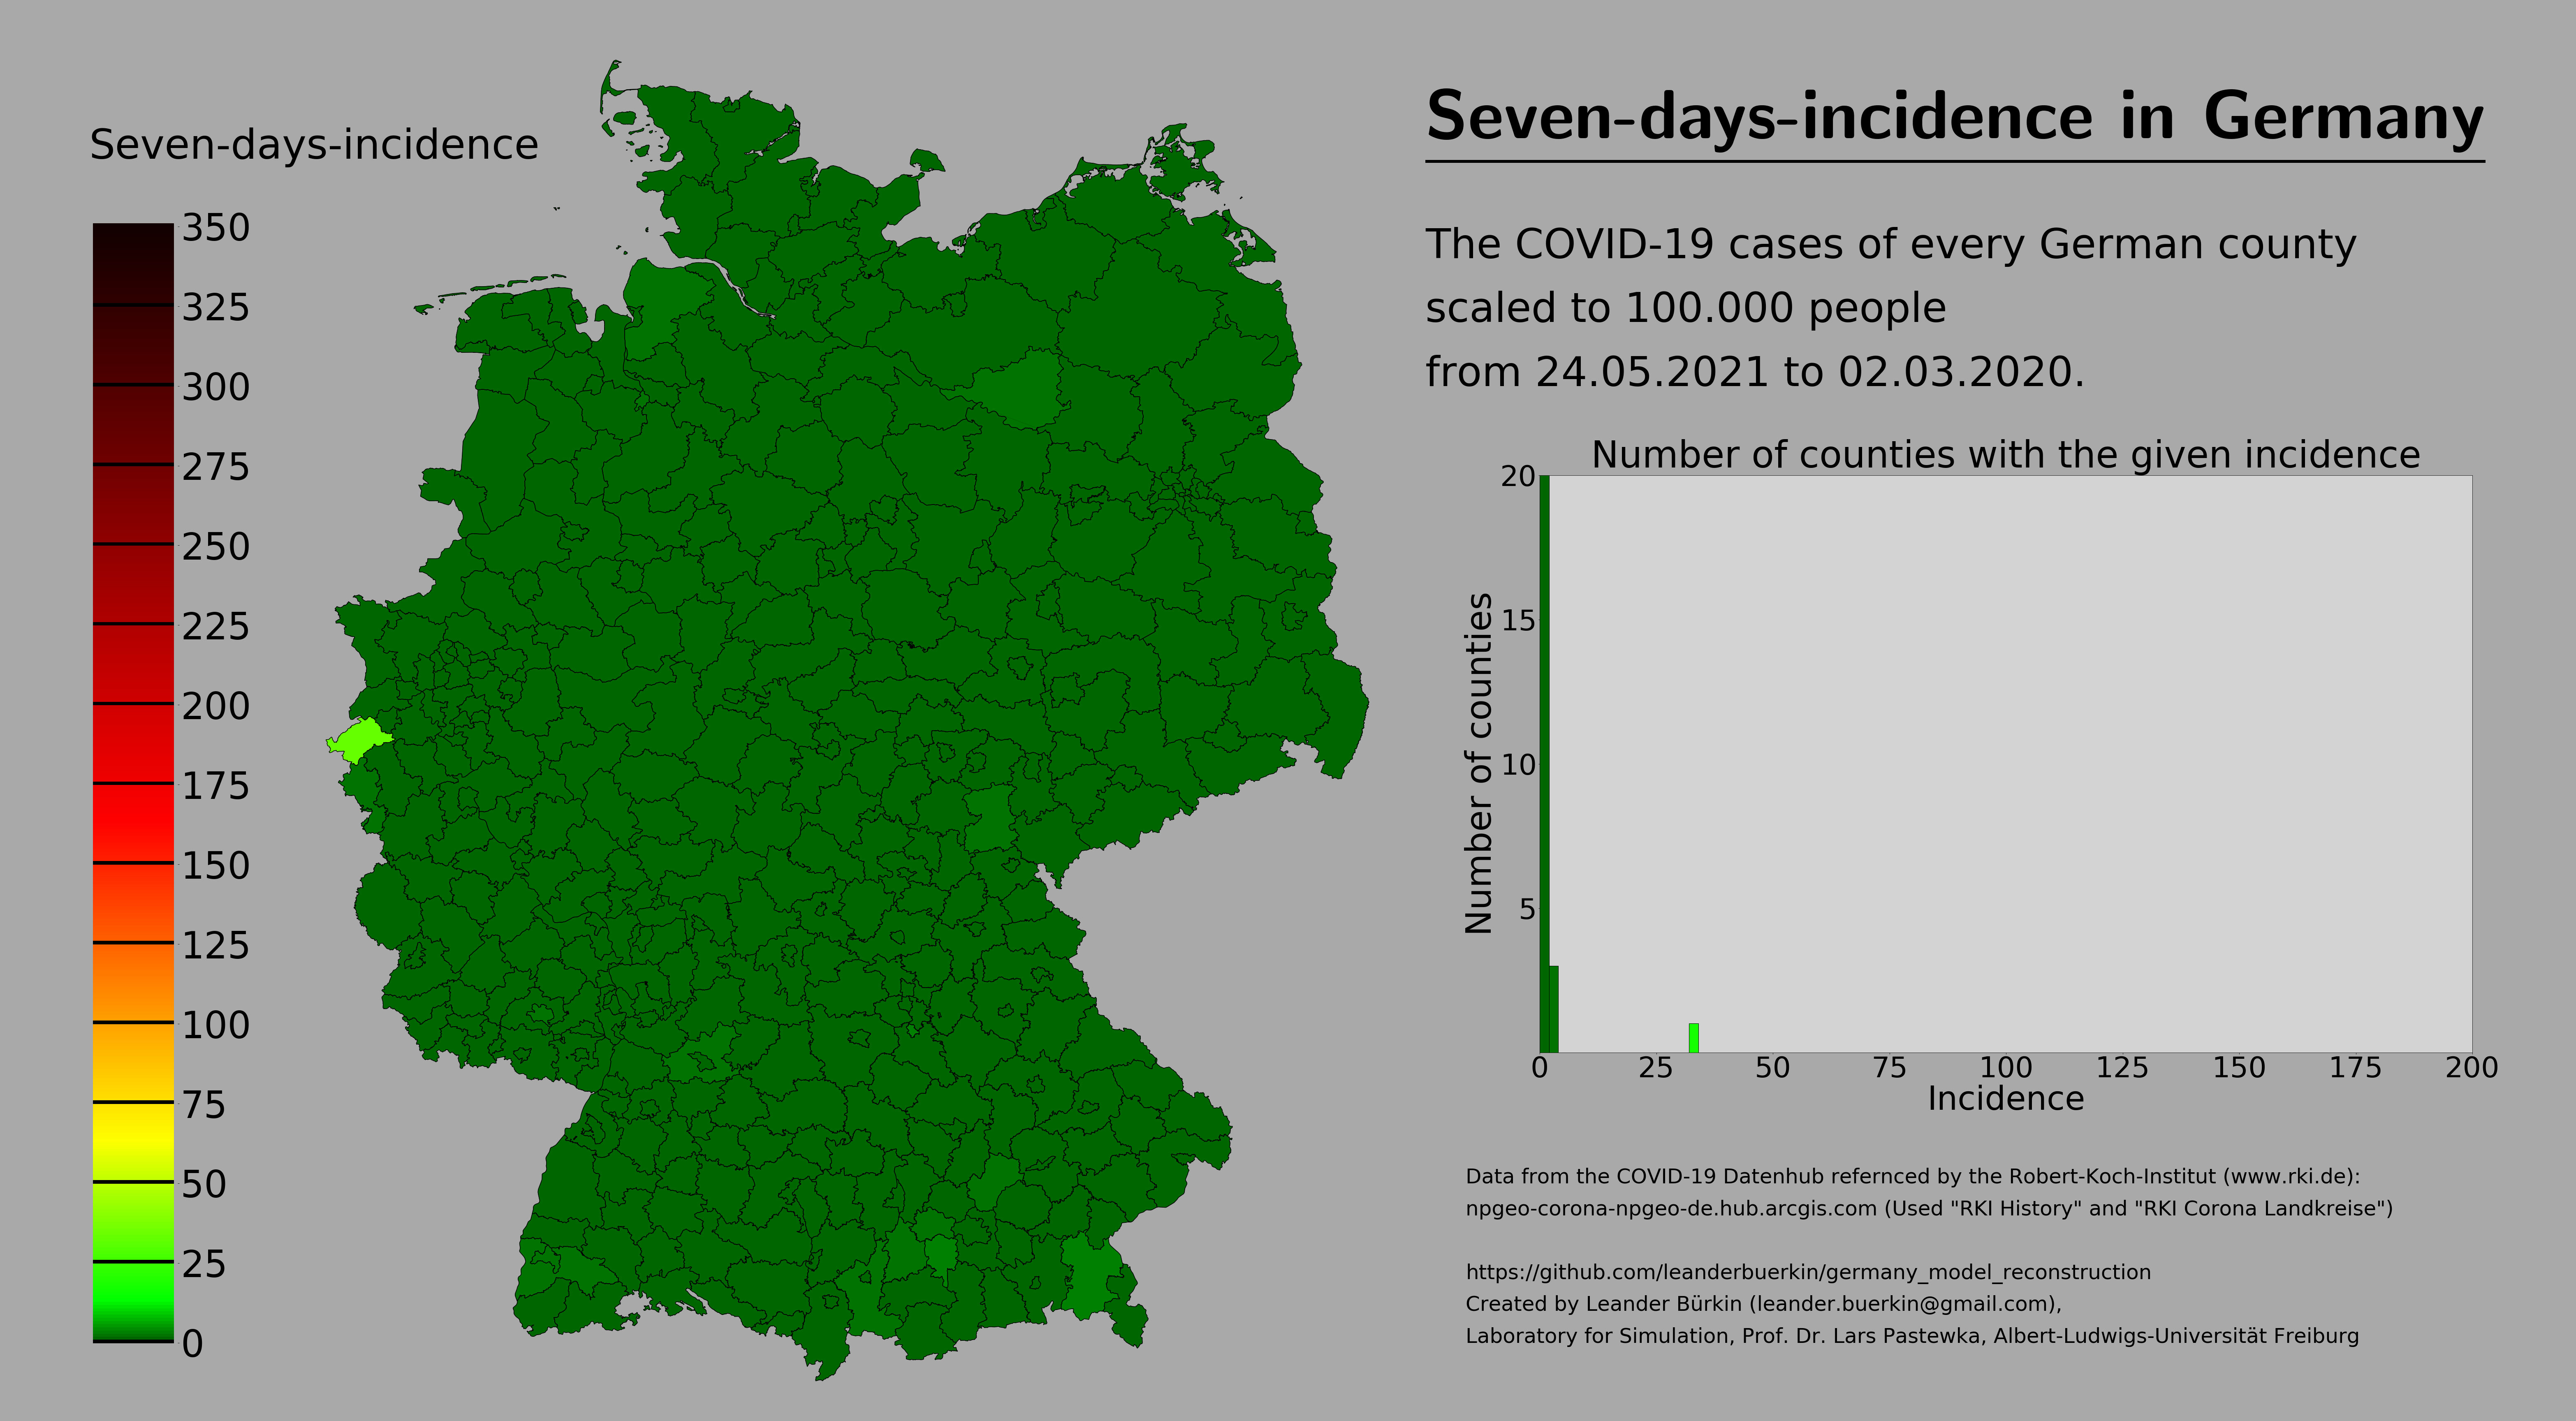 Seven-days-incidence
350
325
300
275
250
225
200
175
150
125
100
75
50
25
0
Seven-days-incidence in Germany
The COVID-19 cases of every German county
scaled to 100.000 people
from 24.05.2021 to 02.03.2020.
Number of counties with the given incidence
20
15
10
5
Number of counties
0 25 50 75 100 125 150 175 200
Incidence
Data from the COVID-19 Datenhub refernced by the Robert-Koch-Institut (www.rki.de):
npgeo-corona-npgeo-de.hub.arcgis.com (Used "RKI History" and "RKI Corona Landkreise")
https://github.com/leanderbuerkin/germany_model_reconstruction
Created by Leander Bürkin (leander.buerkin@gmail.com),
Laboratory for Simulation, Prof. Dr. Lars Pastewka, Albert-Ludwigs-Universität Freiburg